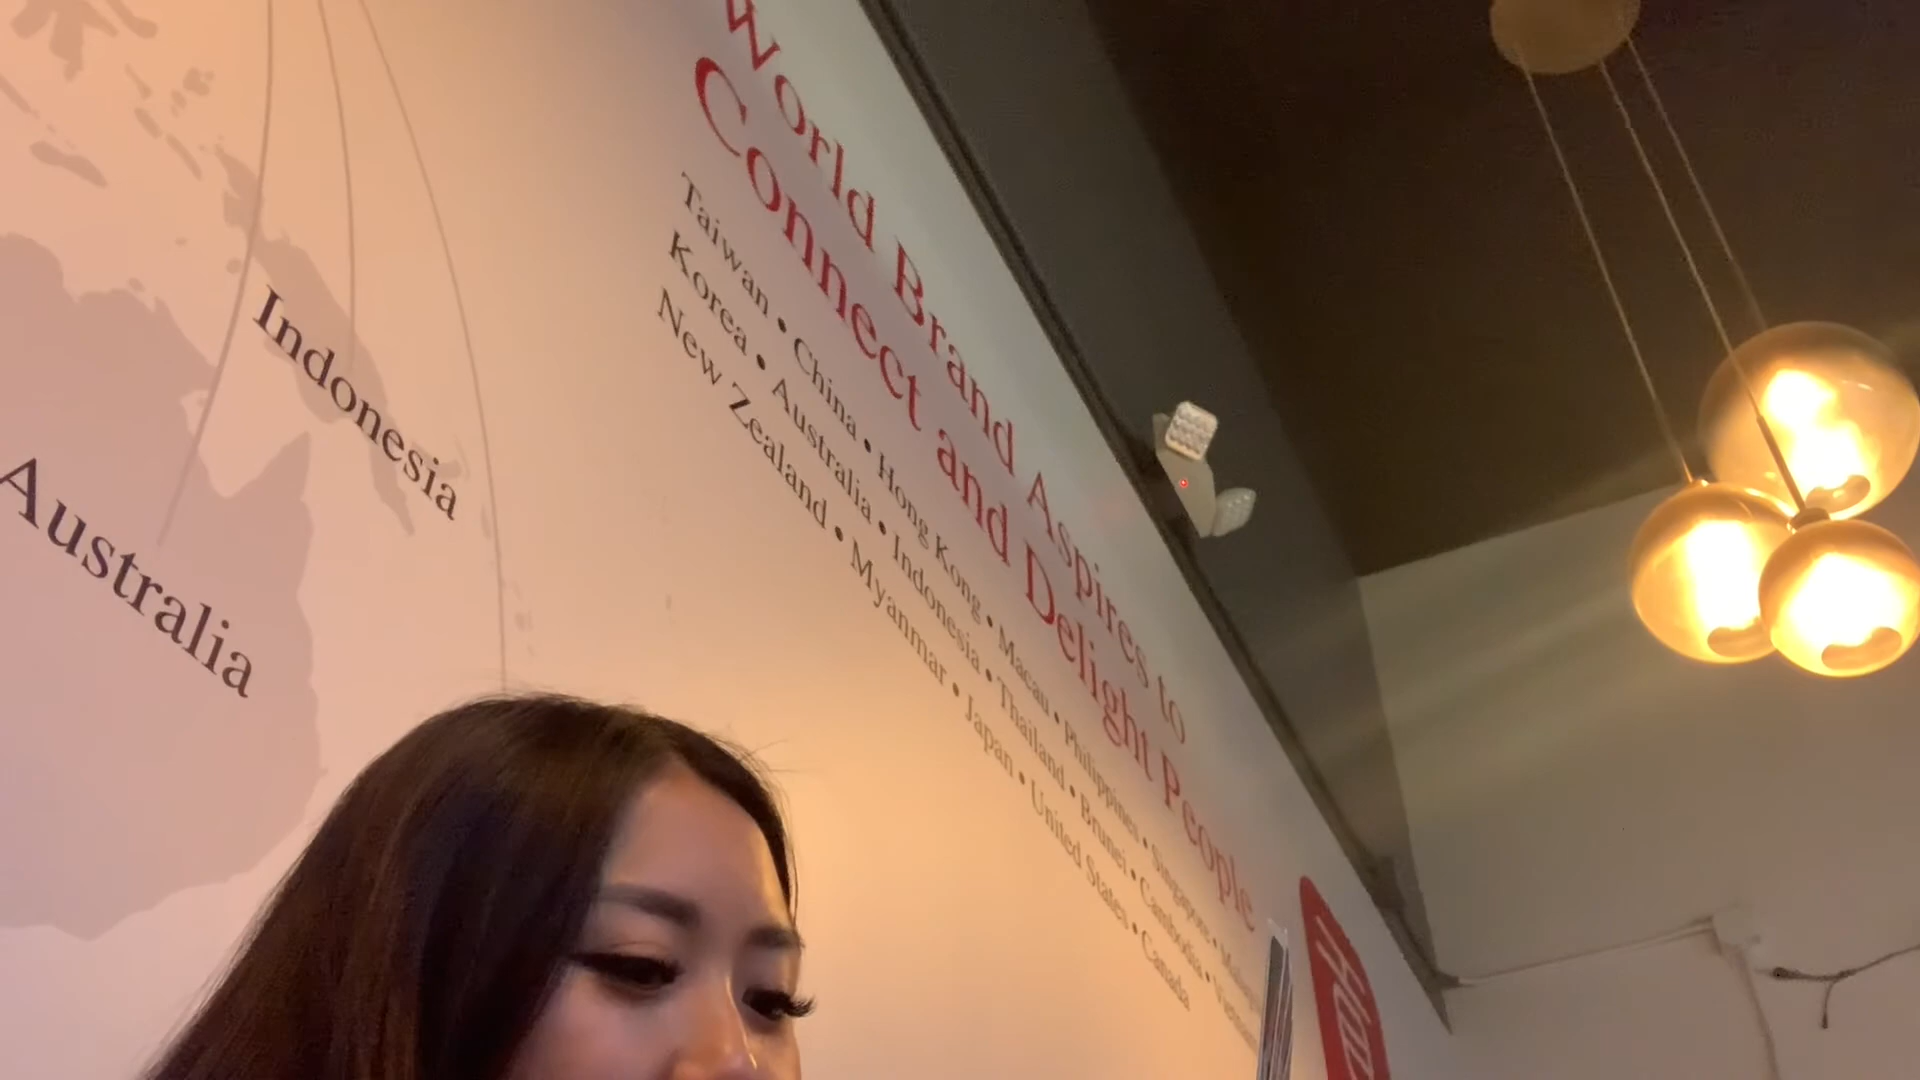 World Brand Aspires to
Connect and Delight People
Taiwan • China • Hong Kong • Macau • Philippines • Singapore •
Korea • Australia • Indonesia • Thailand • Brunei • Cambodia •
New Zealand • Myanmar • Japan • United States • Canada
Indonesia
Australia